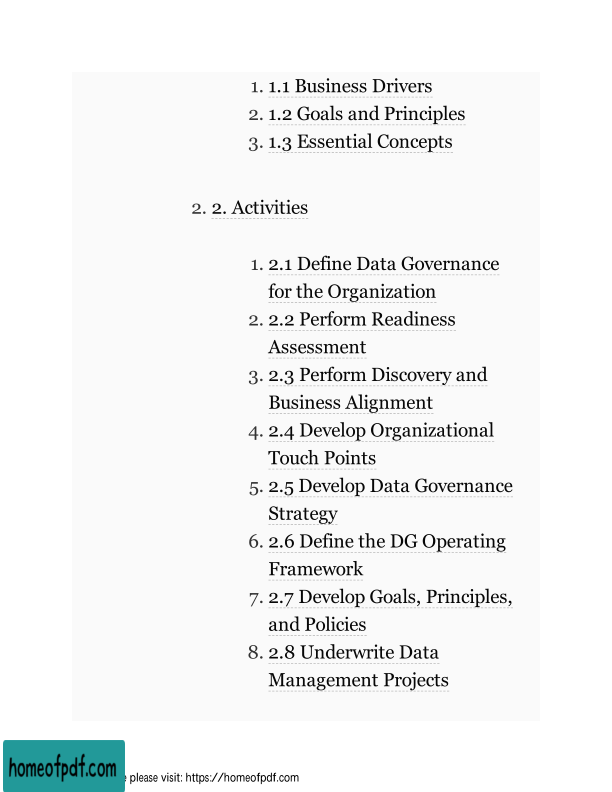 1. 1.1 Business Drivers
2. 1.2 Goals and Principles
3. 1.3 Essential Concepts
2. 2. Activities
1. 2.1 Define Data Governance
for the Organization
2. 2.2 Perform Readiness
Assessment
3. 2.3 Perform Discovery and
Business Alignment
4. 2.4 Develop Organizational
Touch Points
5. 2.5 Develop Data Governance
Strategy
6. 2.6 Define the DG Operating
Framework
7. 2.7 Develop Goals, Principles,
and Policies
8. 2.8 Underwrite Data
Management Projects
homeofpdf.com
please visit: https://homeofpdf.com